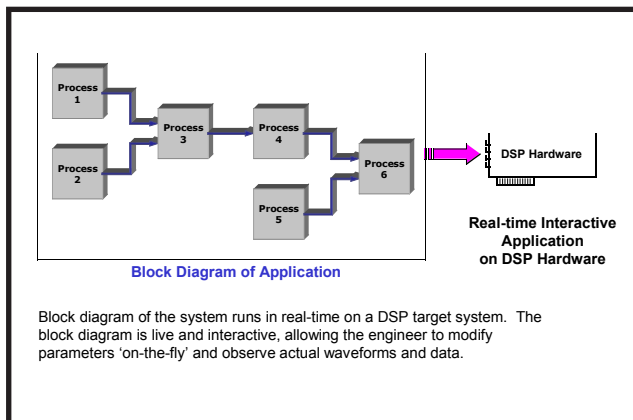 Process
1
Process
2
Process
3
Process
4
Process
5
Process
6
DSP Hardware
Block Diagram of Application
Real-time Interactive
Application
on DSP Hardware
Block diagram of the system runs in real-time on a DSP target system.  The
block diagram is live and interactive, allowing the engineer to modify
parameters ‘on-the-fly’ and observe actual waveforms and data.